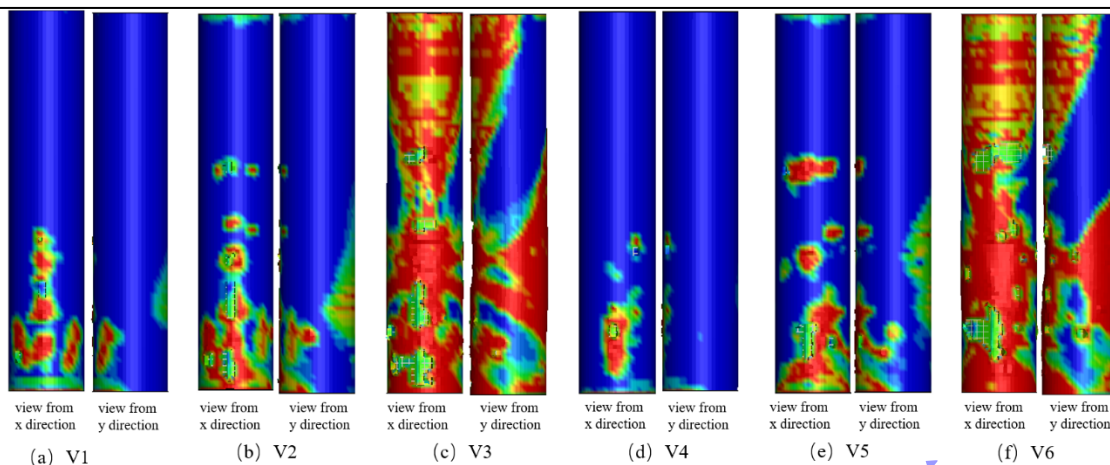 view from view from view from view from view from view from view from view from view from view from view from view from
x direction y direction x direction y direction x direction y direction x direction y direction x direction y direction x direction y direction
(a) V1 (b) V2 (c) V3 (d) V4 (e) V5 (f) V6